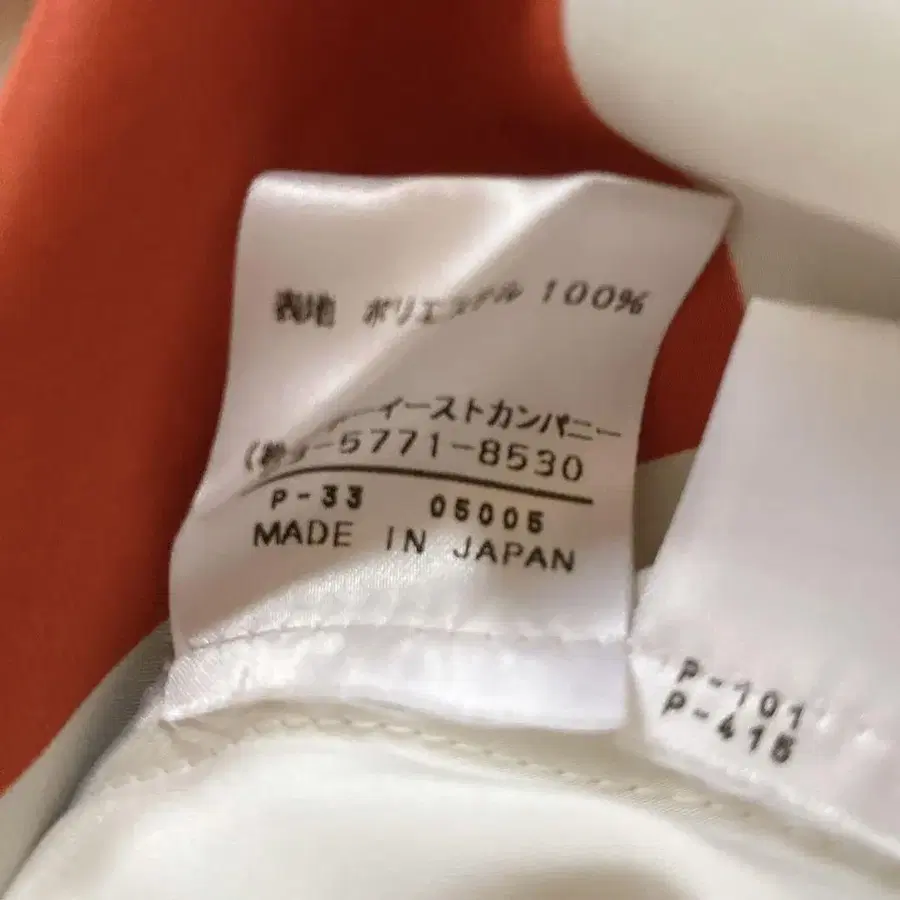 表地 ポリエステル 100%
ーイーストカンパニー
-5771-8530
P-33 05005
MADE IN JAPAN
P-101
P-415